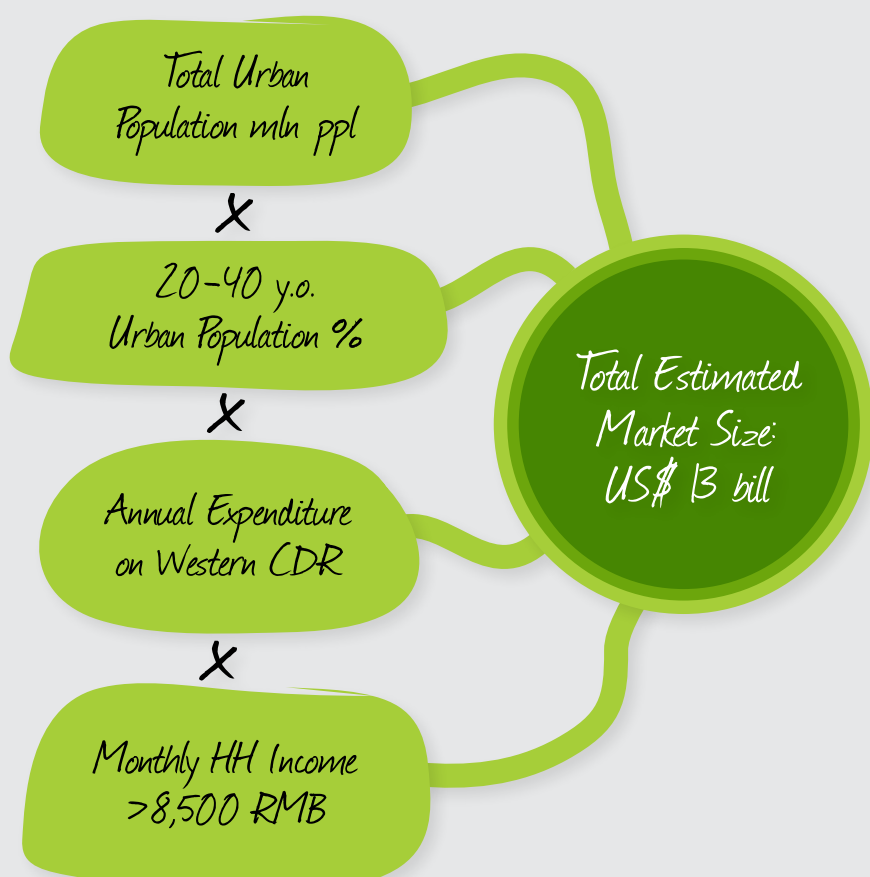 Total Urban
Population mln ppl
X
20-40 y.o.
Urban Population %
X
Annual Expenditure
on Western CDR
X
Monthly HH Income
>8,500 RMB
Total Estimated
Market Size:
US$ 13 bill